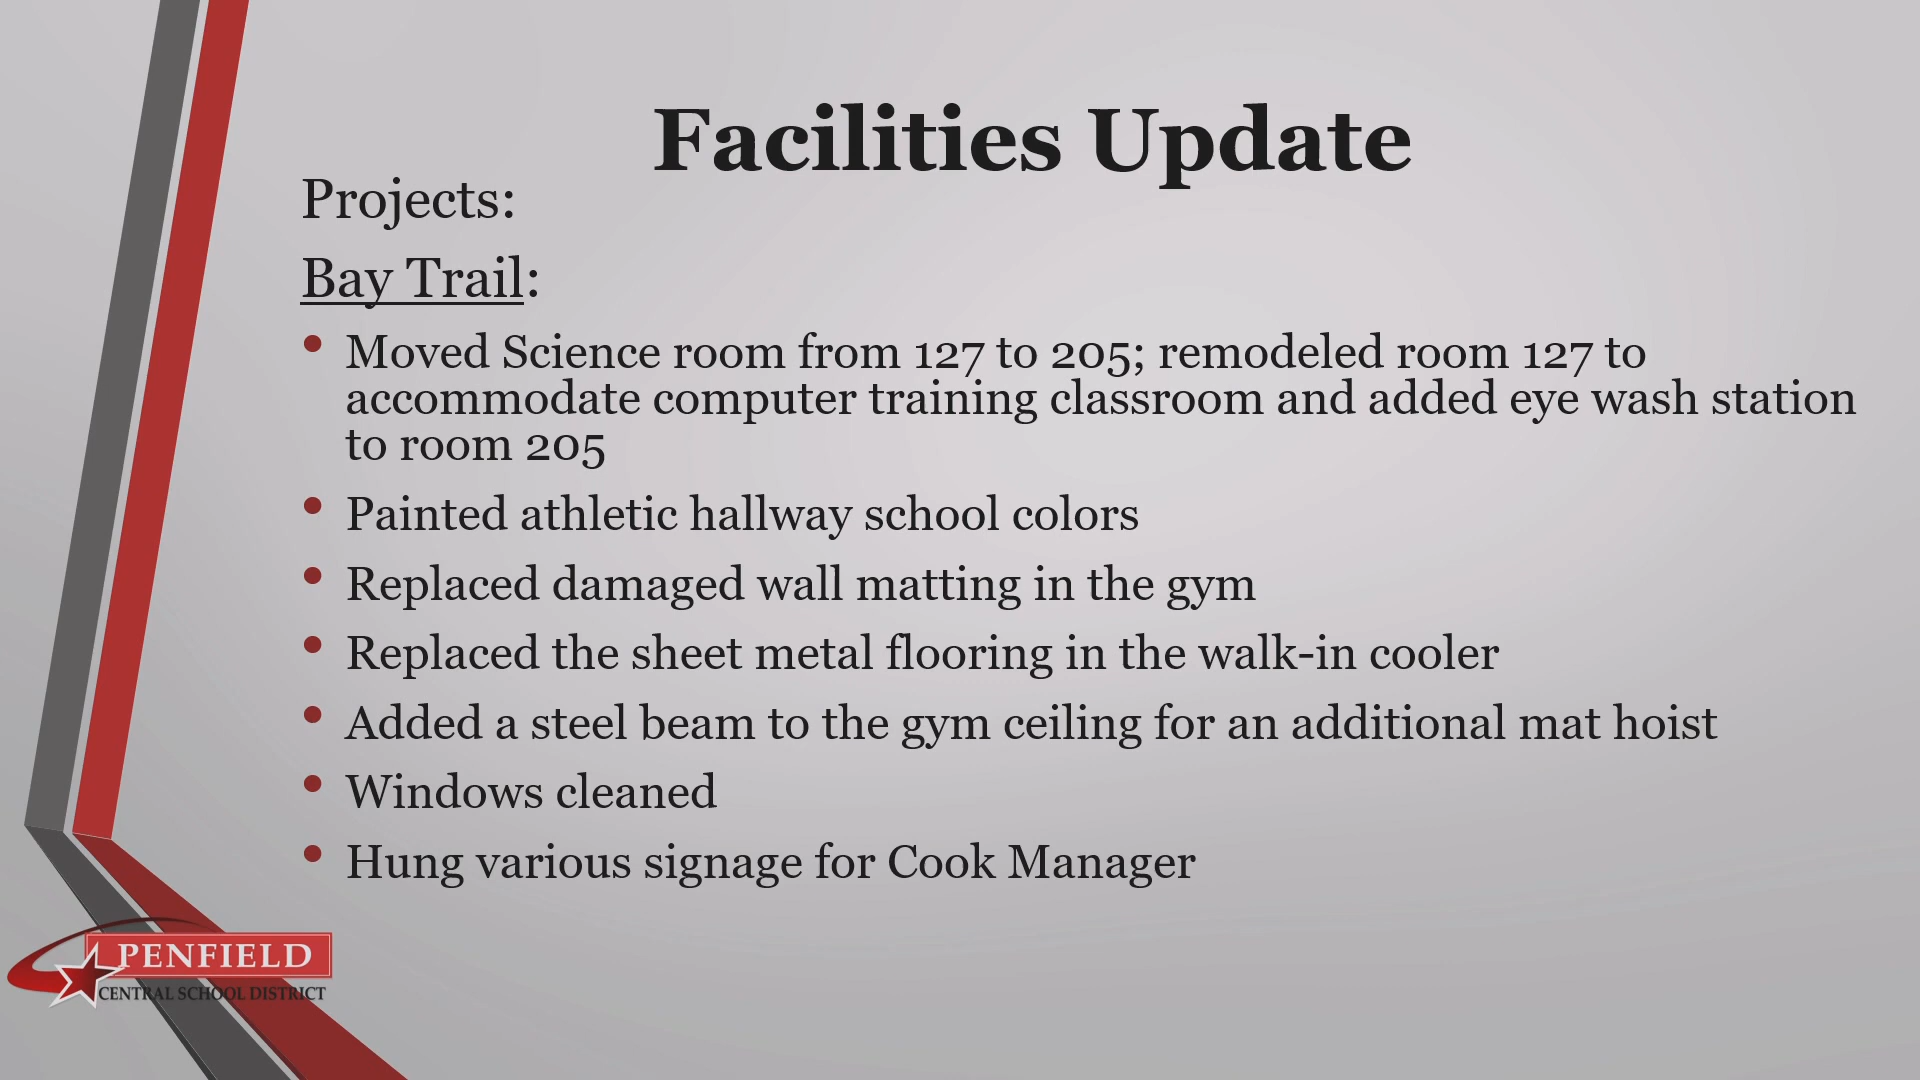 Facilities Update
Projects:
Bay Trail:
• Moved Science room from 127 to 205; remodeled room 127 to
accommodate computer training classroom and added eye wash station
to room 205
• Painted athletic hallway school colors
• Replaced damaged wall matting in the gym
• Replaced the sheet metal flooring in the walk-in cooler
• Added a steel beam to the gym ceiling for an additional mat hoist
• Windows cleaned
• Hung various signage for Cook Manager
PENFIELD
CENTRAL SCHOOL DISTRICT